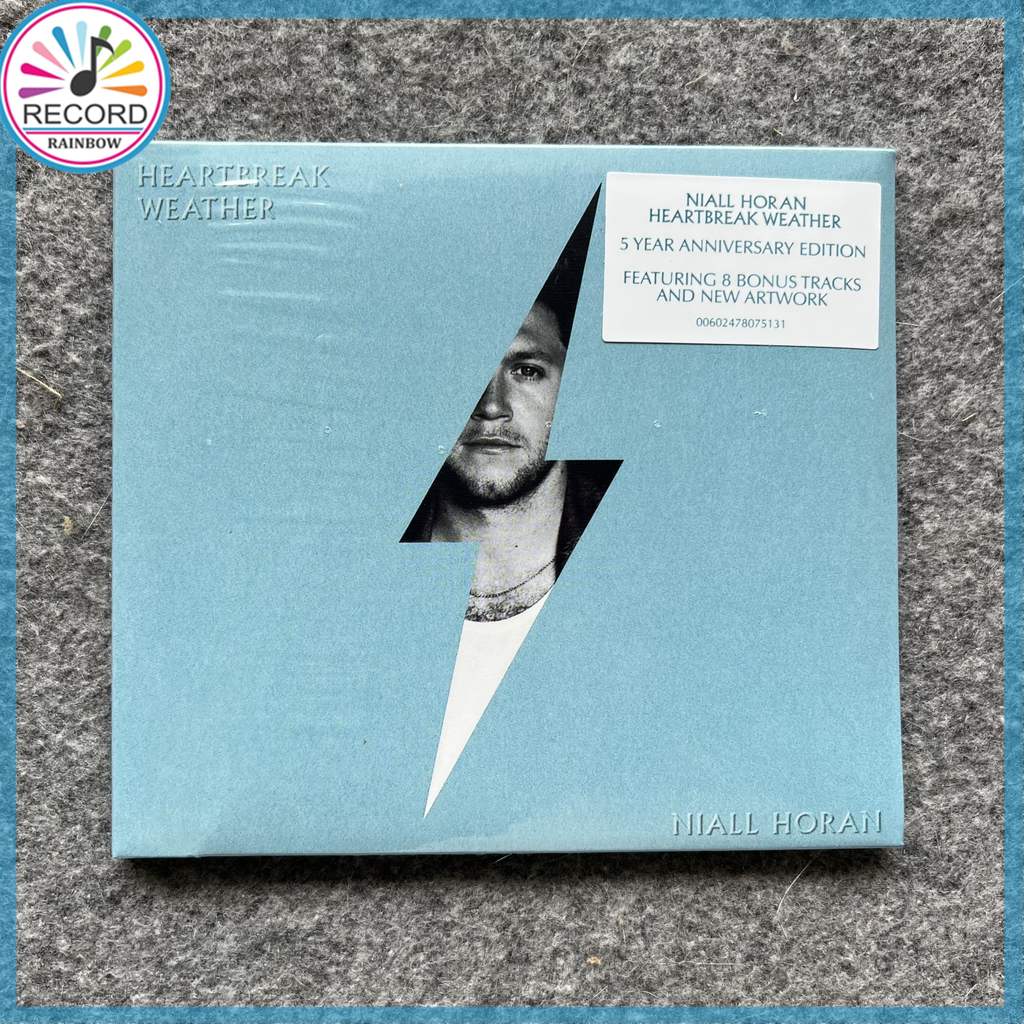 RECORD
RAINBOW
HEARTBREAK
WEATHER
NIALL HORAN
HEARTBREAK WEATHER
5 YEAR ANNIVERSARY EDITION
FEATURING 8 BONUS TRACKS
AND NEW ARTWORK
00602478075131
NIALL HORAN